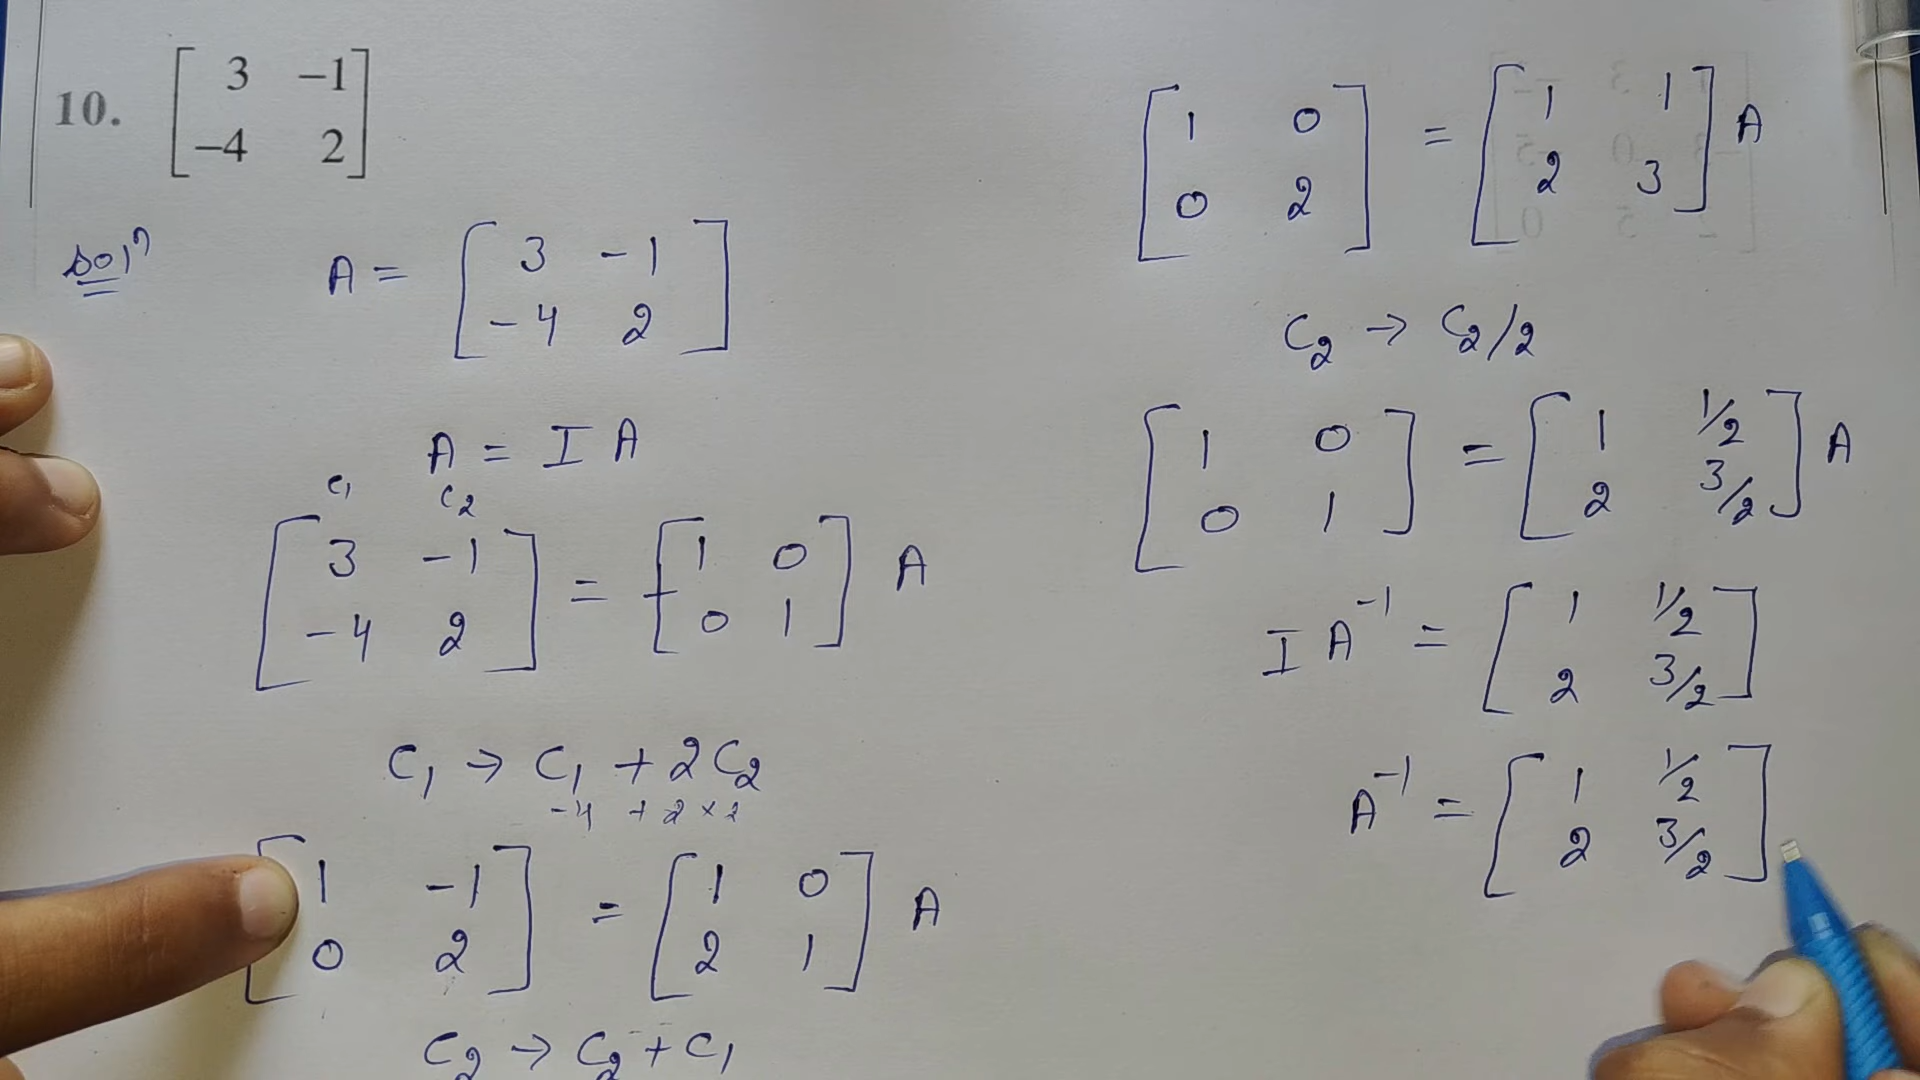 10. [ 3 -1
-4 2 ]
Solⁿ A = [ 3 -1
-4 2 ]
A = I A
C₁ C₂
[ 3 -1
-4 2 ] = [ 1 0
0 1 ] A
C₁ → C₁ + 2C₂
-4 + 2 × 2
[ 1 -1
0 2 ] = [ 1 0
2 1 ] A
C₂ → C₂ + C₁
[ 1 0
0 2 ] = [ 1 1
2 3 ] A
C₂ → C₂/2
[ 1 0
0 1 ] = [ 1 1/2
2 3/2 ] A
I A⁻¹ = [ 1 1/2
2 3/2 ]
A⁻¹ = [ 1 1/2
2 3/2 ]